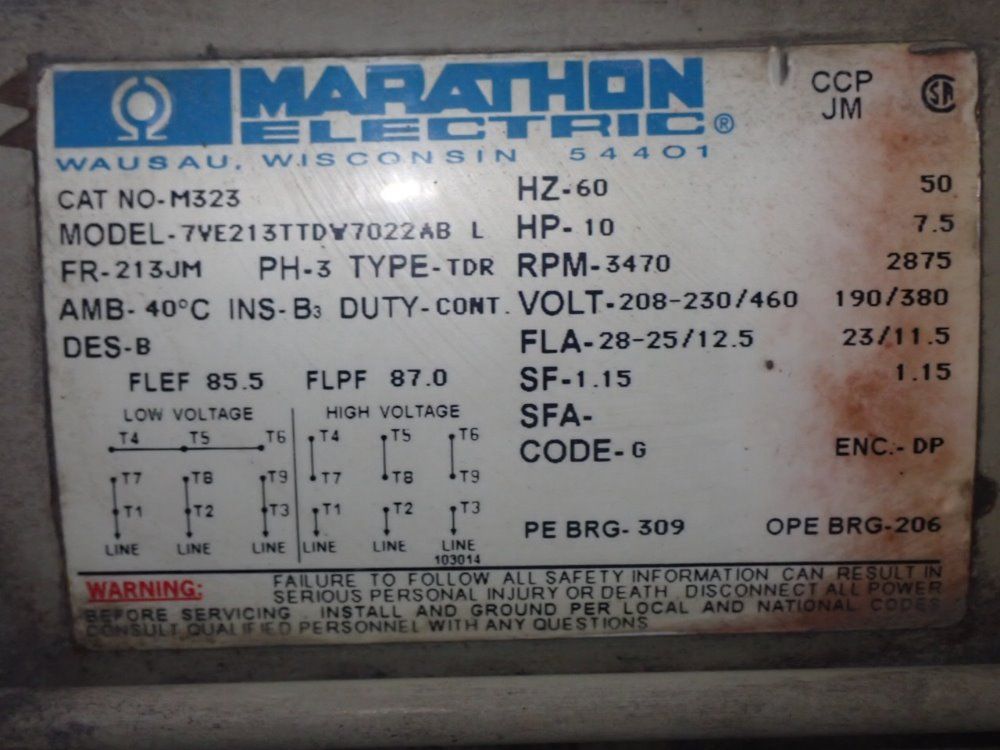 MARATHON
ELECTRIC®
WAUSAU, WISCONSIN 54401
CCP
JM
CAT NO-M323
MODEL-7VE213TTDW7022AB L
FR-213JM PH-3 TYPE-TDR
AMB-40°C INS-B3 DUTY-CONT.
DES-B
FLEF 85.5 FLPF 87.0
HZ-60 50
HP-10 7.5
RPM-3470 2875
VOLT-208-230/460 190/380
FLA-28-25/12.5 23/11.5
SF-1.15 1.15
SFA-
CODE-G ENC.-DP
PE BRG-309 OPE BRG-206
LOW VOLTAGE
T4 T5 T6
T7 T8 T9
T1 T2 T3
LINE LINE LINE
HIGH VOLTAGE
T4 T5 T6
T7 T8 T9
T1 T2 T3
LINE LINE LINE
103014
WARNING: FAILURE TO FOLLOW ALL SAFETY INFORMATION CAN RESULT IN
SERIOUS PERSONAL INJURY OR DEATH. DISCONNECT ALL POWER
BEFORE SERVICING. INSTALL AND GROUND PER LOCAL AND NATIONAL CODES
CONSULT QUALIFIED PERSONNEL WITH ANY QUESTIONS